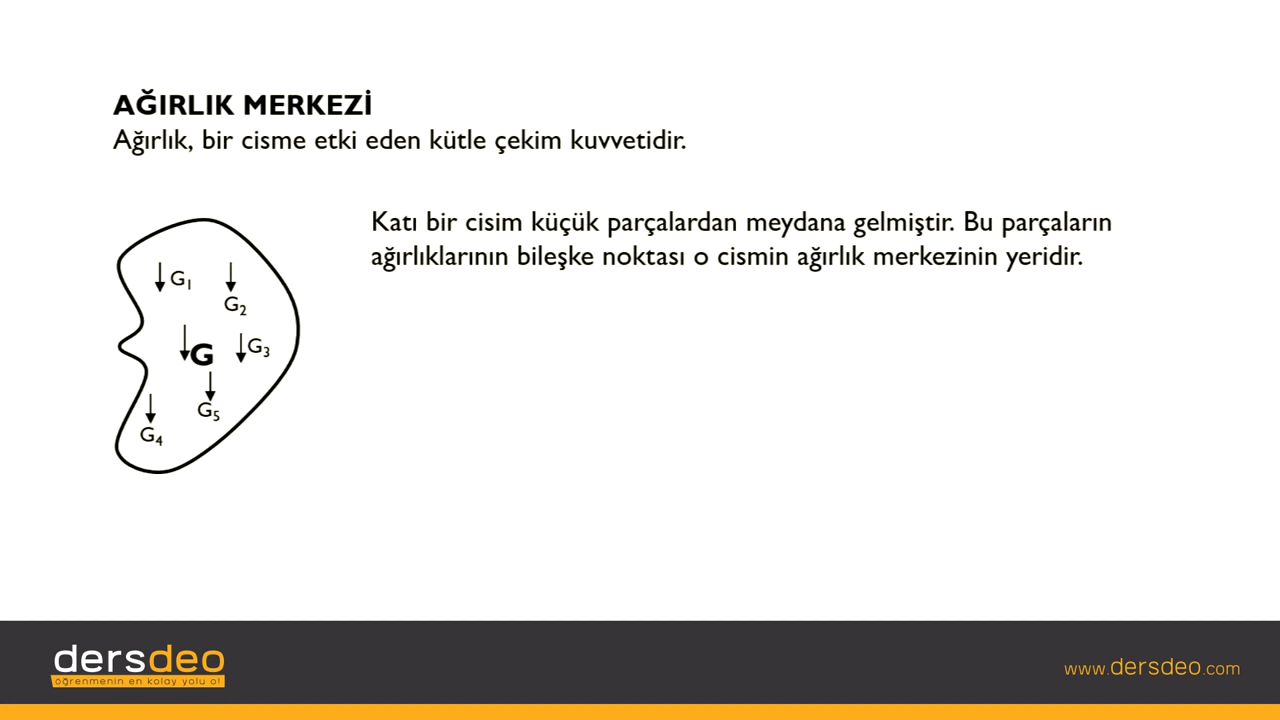 AĞIRLIK MERKEZİ
Ağırlık, bir cisme etki eden kütle çekim kuvvetidir.
Katı bir cisim küçük parçalardan meydana gelmiştir. Bu parçaların
ağırlıklarının bileşke noktası o cismin ağırlık merkezinin yeridir.
G₁
G₂
G
G₃
G₅
G₄
dersdeo
öğrenmenin en kolay yolu o!
www.dersdeo.com